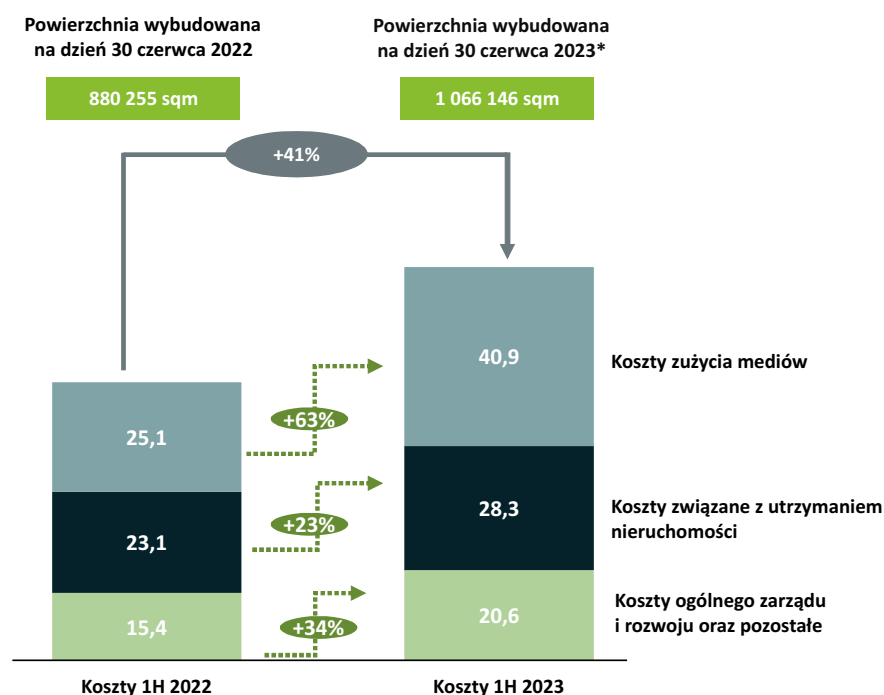 Powierzchnia wybudowana
na dzień 30 czerwca 2022
Powierzchnia wybudowana
na dzień 30 czerwca 2023*
880 255 sqm
1 066 146 sqm
+41%
40,9
Koszty zużycia mediów
+63%
25,1
28,3
Koszty związane z utrzymaniem
nieruchomości
+23%
23,1
20,6
Koszty ogólnego zarządu
i rozwoju oraz pozostałe
+34%
15,4
Koszty 1H 2022
Koszty 1H 2023